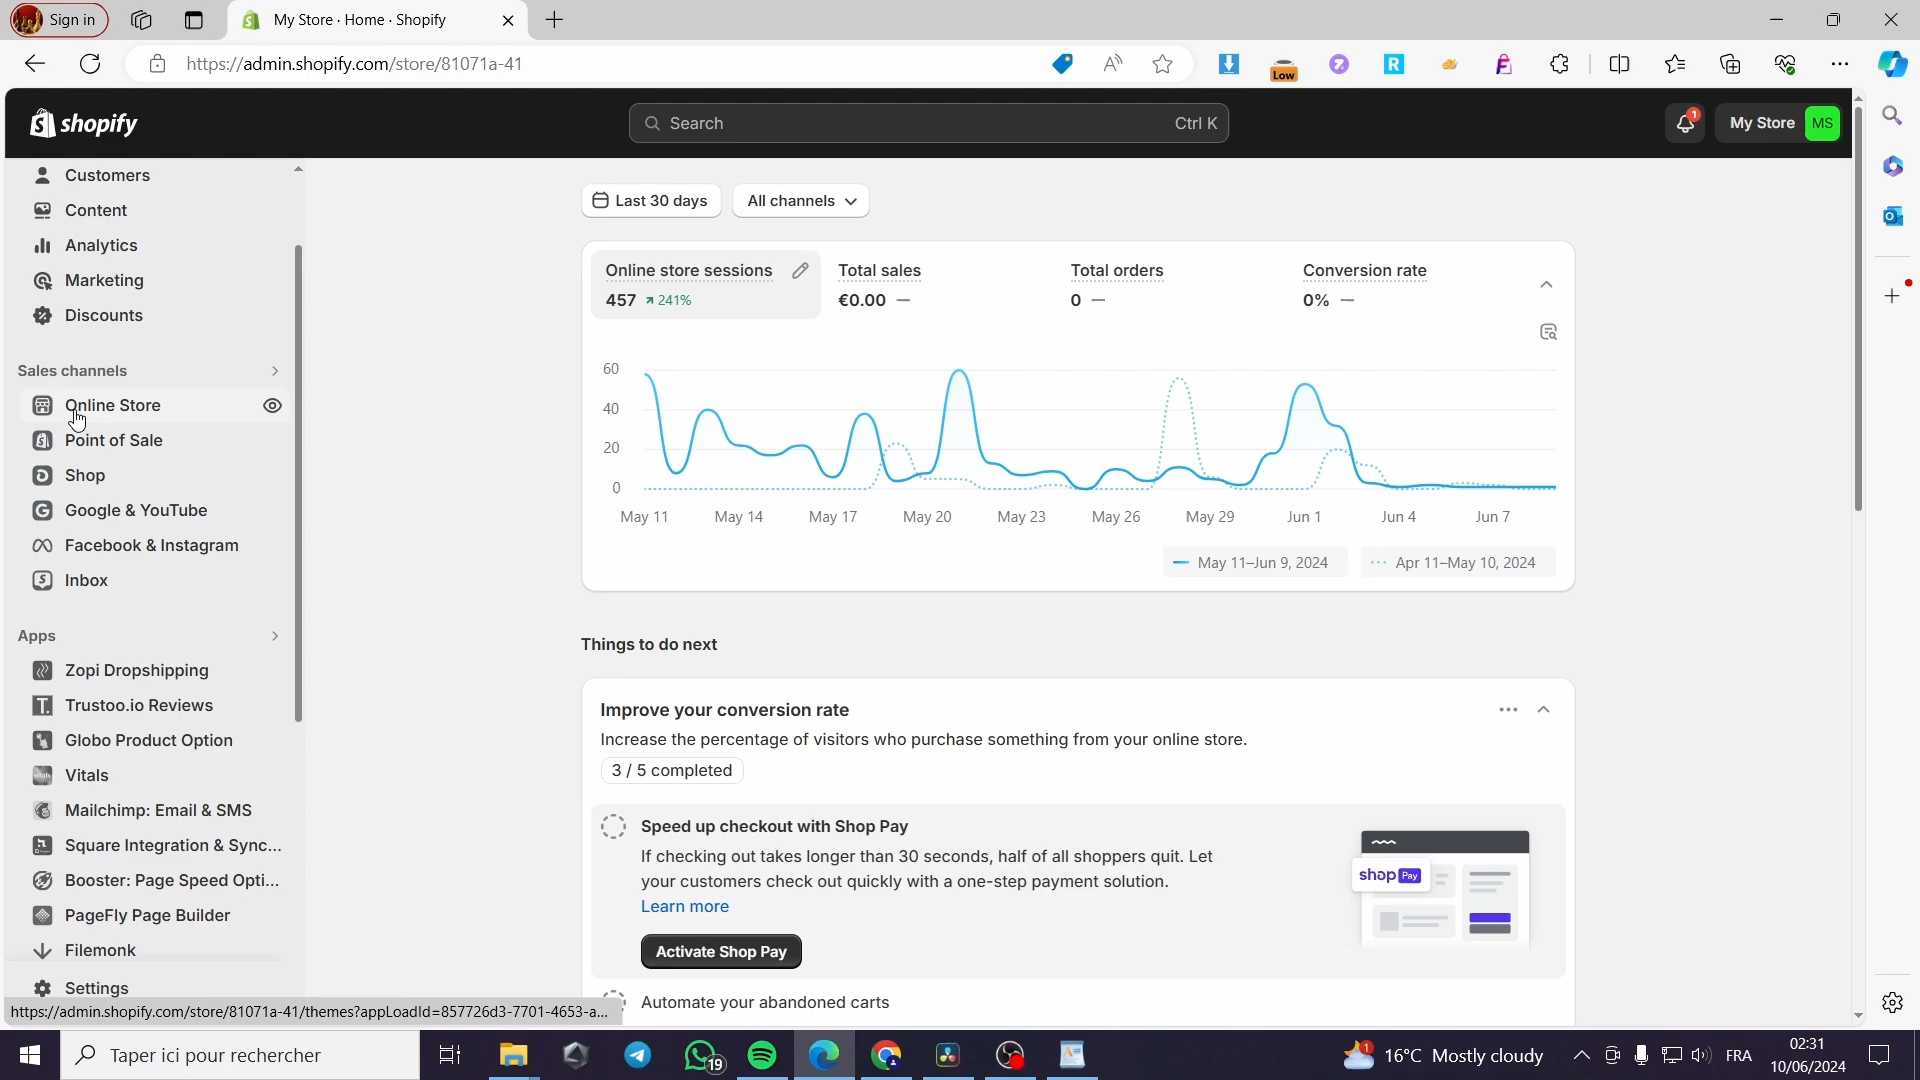 Sign in
My Store · Home · Shopify
https://admin.shopify.com/store/81071a-41
Low
shopify
Search
Ctrl K
1
My Store
MS
Customers
Content
Analytics
Marketing
Discounts
Sales channels
Online Store
Point of Sale
Shop
Google & YouTube
Facebook & Instagram
Inbox
Apps
Zopi Dropshipping
Trustoo.io Reviews
Globo Product Option
Vitals
Mailchimp: Email & SMS
Square Integration & Sync...
Booster: Page Speed Opti...
PageFly Page Builder
Filemonk
Settings
https://admin.shopify.com/store/81071a-41/themes?appLoadId=857726d3-7701-4653-a...
Last 30 days
All channels
Online store sessions
457 241%
Total sales
€0.00 —
Total orders
0 —
Conversion rate
0% —
60
40
20
0
May 11 May 14 May 17 May 20 May 23 May 26 May 29 Jun 1 Jun 4 Jun 7
May 11–Jun 9, 2024
Apr 11–May 10, 2024
Things to do next
Improve your conversion rate
Increase the percentage of visitors who purchase something from your online store.
3 / 5 completed
Speed up checkout with Shop Pay
If checking out takes longer than 30 seconds, half of all shoppers quit. Let
your customers check out quickly with a one-step payment solution.
Learn more
Activate Shop Pay
shop Pay
Automate your abandoned carts
Taper ici pour rechercher
19
1
16°C Mostly cloudy
FRA
02:31
10/06/2024